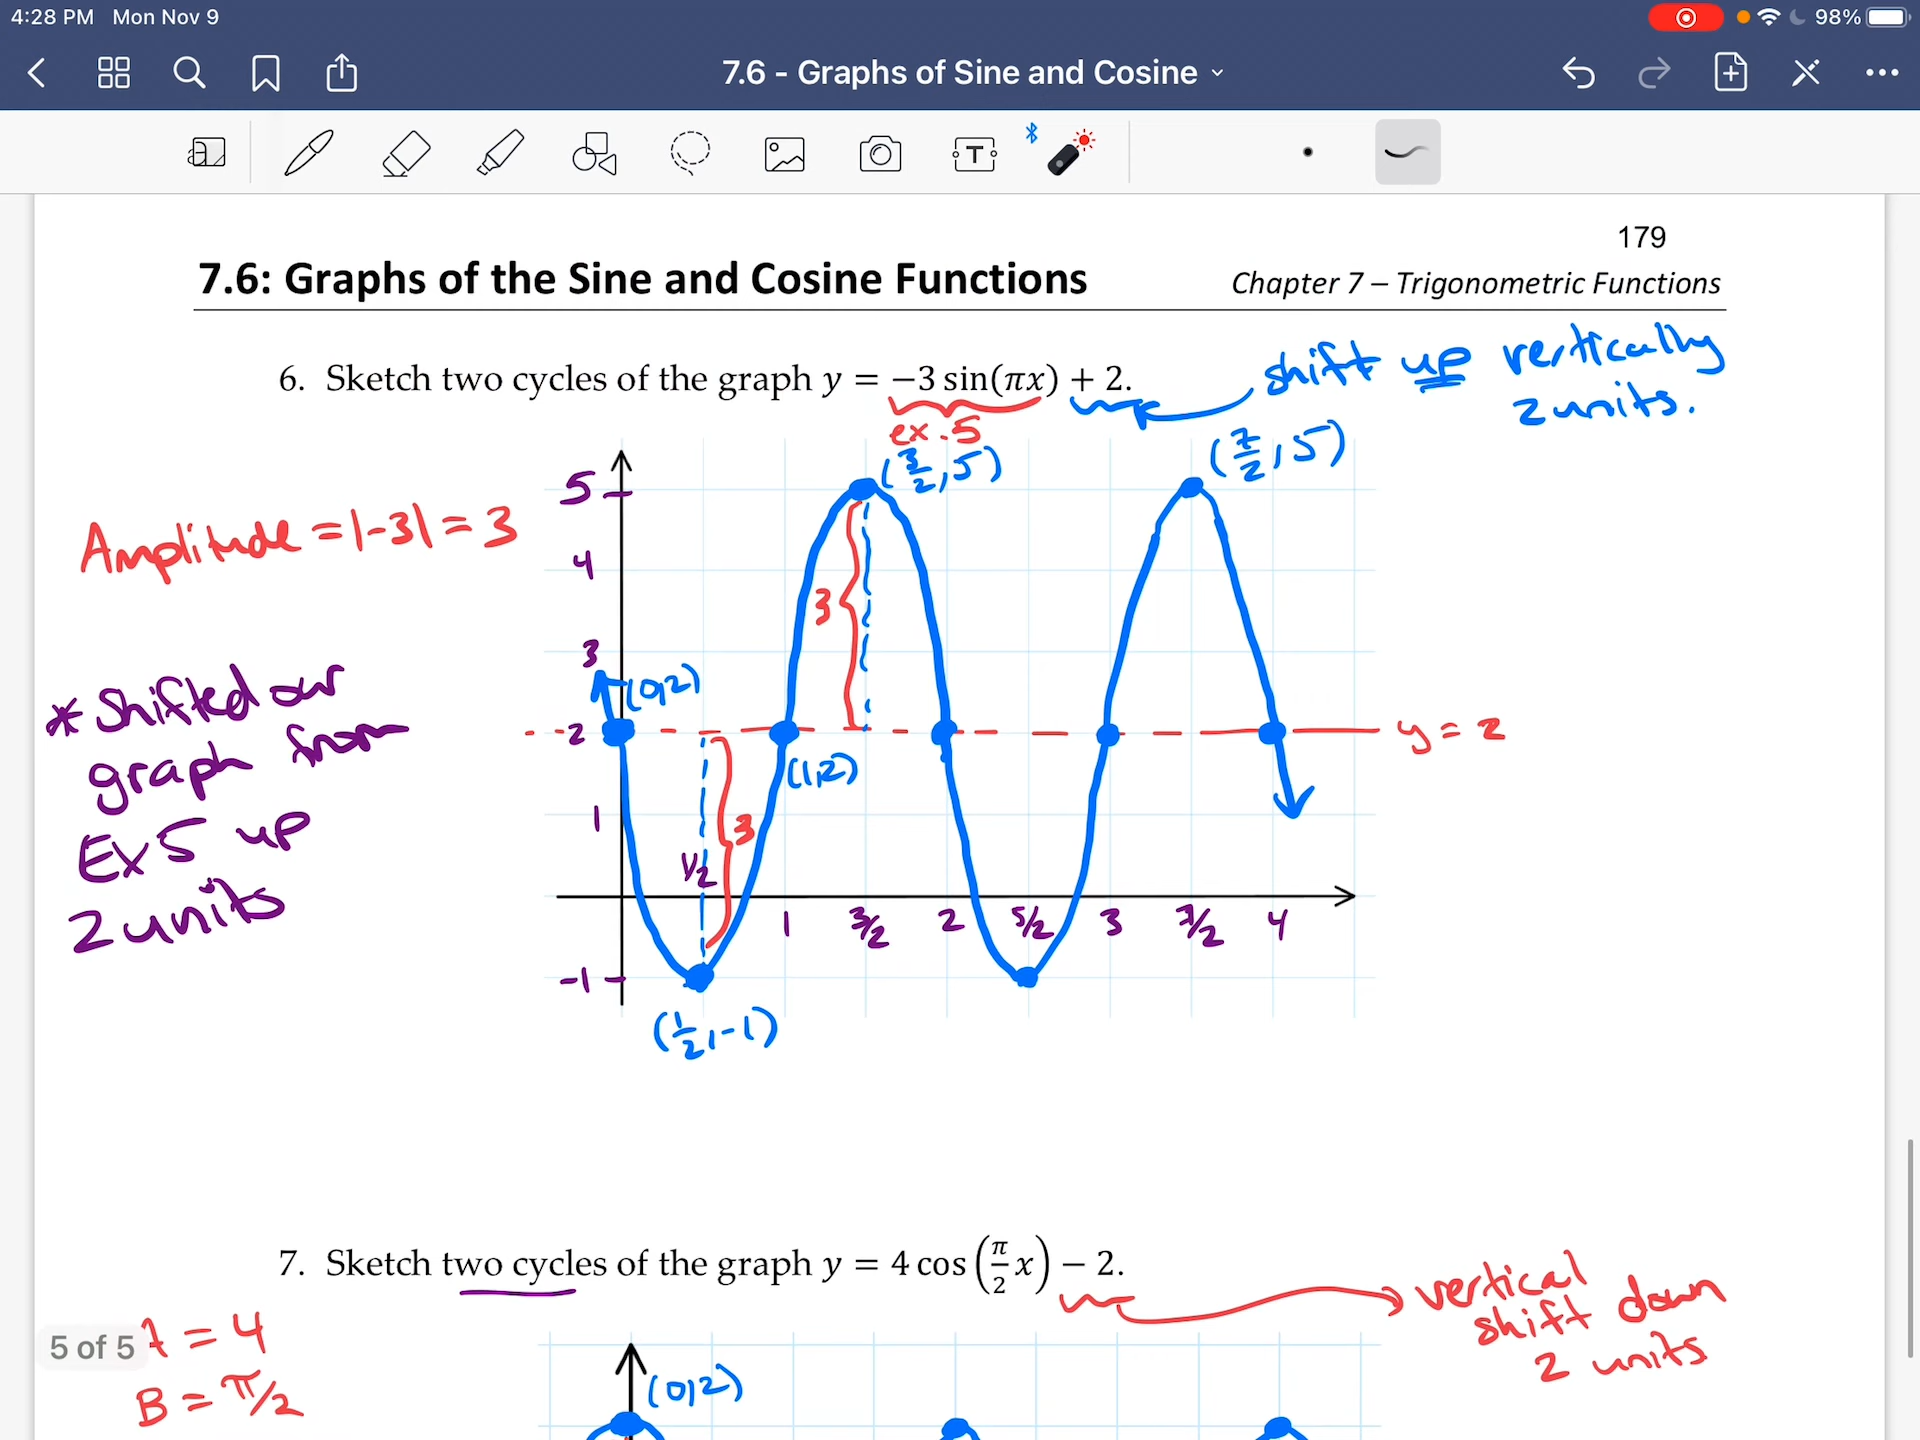 4:28 PM Mon Nov 9
98%
7.6 - Graphs of Sine and Cosine
179
7.6: Graphs of the Sine and Cosine Functions
Chapter 7 – Trigonometric Functions
6. Sketch two cycles of the graph y = −3 sin(πx) + 2.
shift up vertically
2 units.
ex. 5
(3/2, 5)
(7/2, 5)
5
Amplitude = |-3| = 3
4
3
3
(0,2)
* Shifted our
graph from
Ex 5 up
2 units
2
y = 2
(1,2)
1
3
1/2
1 3/2 2 5/2 3 7/2 4
-1
(1/2, -1)
7. Sketch two cycles of the graph y = 4 cos(π/2 x) − 2.
vertical
shift down
2 units
5 of 5
= 4
B = π/2
(0,2)